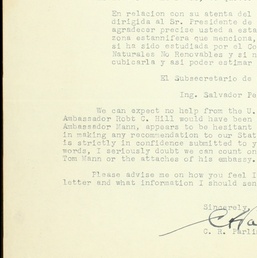 En relacion son su atenta del
dirigida al Sr. Presidente de
agradecer precise usted a esta
zona estannifera que menciona,
si ha sido estudiada por el Co
Naturales No Renovables y si n
cubicarla y asi poder estimar
El Subsecretario de
Ing. Salvador Pe
We can expect no help from the U.
Ambassador Robt C. Hill would have been
Ambassador Mann, appears to be hesitant
in making any recommendation to our Stat
is strictly in confidence submitted to y
words, I seriously doubt we can count on
Tom Mann or the attaches of his embassy.
Please advise me on how you feel I
letter and what information I should sen
Sincerely,
C. H. Farlin